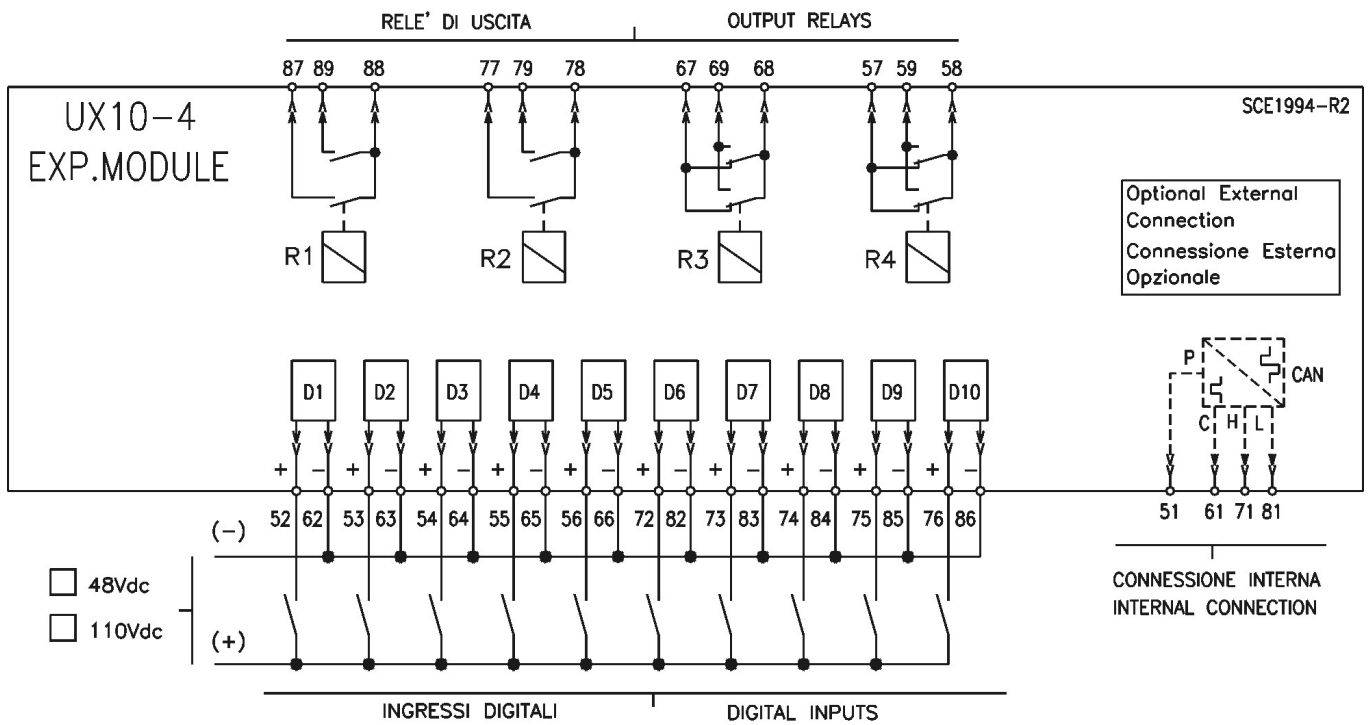 RELE' DI USCITA OUTPUT RELAYS
87 89 88 77 79 78 67 69 68 57 59 58
UX10-4
EXP.MODULE
SCE1994-R2
Optional External
Connection
Connessione Esterna
Opzionale
R1 R2 R3 R4
D1 D2 D3 D4 D5 D6 D7 D8 D9 D10
P CAN
C H L
+ - + - + - + - + - + - + - + - + - + -
52 62 53 63 54 64 55 65 56 66 72 82 73 83 74 84 75 85 76 86
51 61 71 81
(-)
48Vdc
110Vdc
(+)
CONNESSIONE INTERNA
INTERNAL CONNECTION
INGRESSI DIGITALI DIGITAL INPUTS